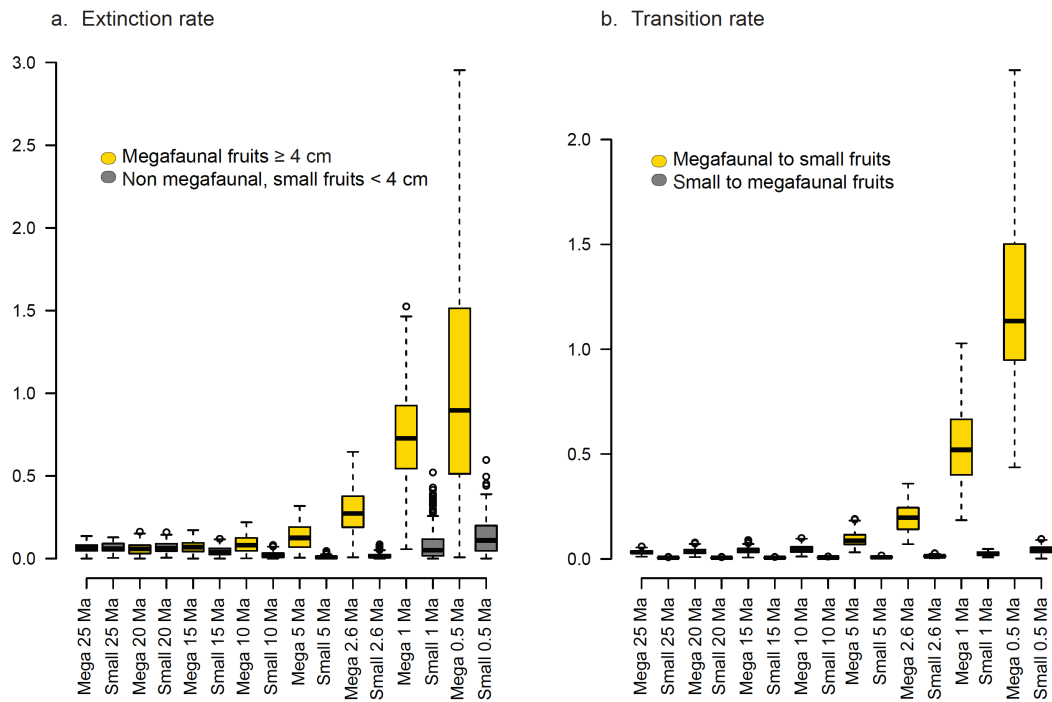 a. Extinction rate
3.0
2.5
2.0
1.5
1.0
0.5
0.0
Megafaunal fruits ≥ 4 cm
Non megafaunal, small fruits < 4 cm
Mega 25 Ma
Small 25 Ma
Mega 20 Ma
Small 20 Ma
Mega 15 Ma
Small 15 Ma
Mega 10 Ma
Small 10 Ma
Mega 5 Ma
Small 5 Ma
Mega 2.6 Ma
Small 2.6 Ma
Mega 1 Ma
Small 1 Ma
Mega 0.5 Ma
Small 0.5 Ma
b. Transition rate
2.0
1.5
1.0
0.5
0.0
Megafaunal to small fruits
Small to megafaunal fruits
Mega 25 Ma
Small 25 Ma
Mega 20 Ma
Small 20 Ma
Mega 15 Ma
Small 15 Ma
Mega 10 Ma
Small 10 Ma
Mega 5 Ma
Small 5 Ma
Mega 2.6 Ma
Small 2.6 Ma
Mega 1 Ma
Small 1 Ma
Mega 0.5 Ma
Small 0.5 Ma